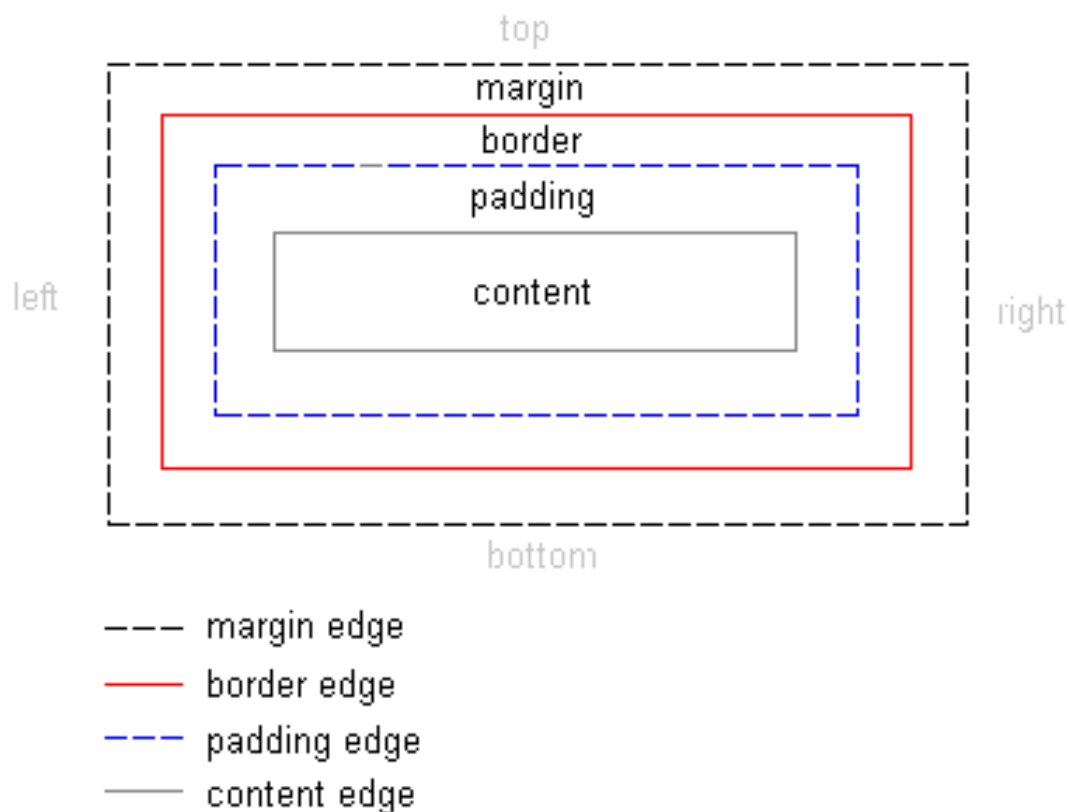 top
margin
border
padding
content
left
right
bottom
margin edge
border edge
padding edge
content edge